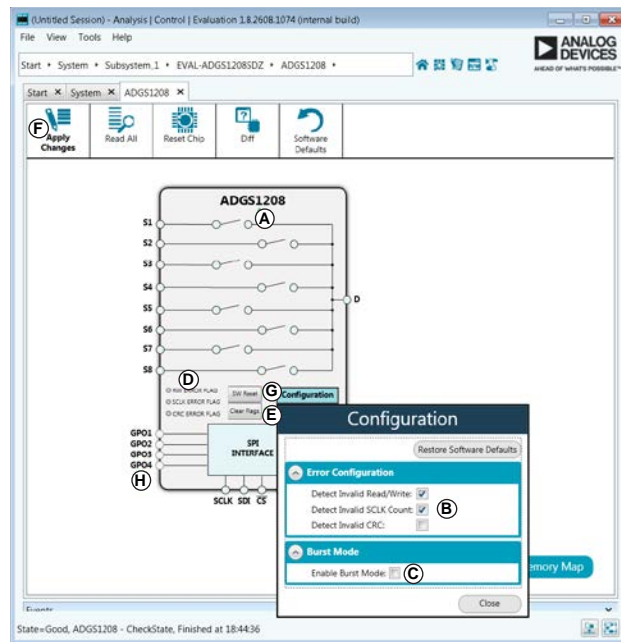 (Untitled Session) - Analysis | Control | Evaluation 1.8.2608.1074 (internal build)
File View Tools Help
ANALOG
DEVICES
AHEAD OF WHAT'S POSSIBLE™
Start • System • Subsystem_1 • EVAL-ADGS1208SDZ • ADGS1208 •
Start × System × ADGS1208 ×
F
Apply
Changes
Read All
Reset Chip
Diff
Software
Defaults
ADGS1208
A
S1
S2
S3
S4
D
S5
S6
S7
S8
D
RW ERROR FLAG
SCLK ERROR FLAG
CRC ERROR FLAG
SW Reset
G
Configuration
Clear Flags
E
GPO1
GPO2
GPO3
GPO4
H
SPI
INTERFACE
SCLK SDI CS
Configuration
Restore Software Defaults
Error Configuration
Detect Invalid Read/Write:
Detect Invalid SCLK Count:
B
Detect Invalid CRC:
Burst Mode
Enable Burst Mode:
C
Close
emory Map
Events
State=Good, ADGS1208 - CheckState, Finished at 18:44:36